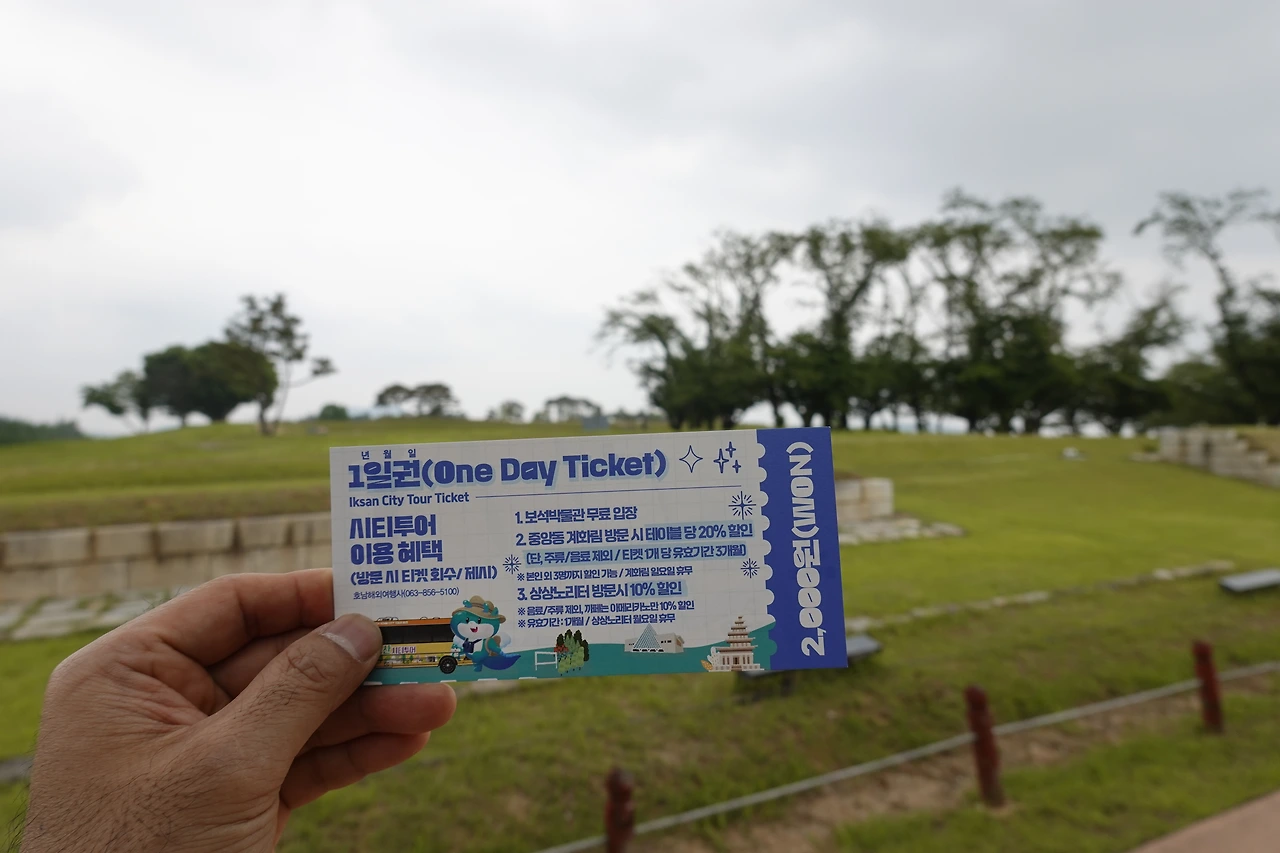 년 월 일
1일권(One Day Ticket)
Iksan City Tour Ticket
시티투어
이용 혜택
(방문 시 티켓 회수/ 제시)
호남해외여행사(063-856-5100)
1. 보석박물관 무료 입장
2. 중앙동 계화림 방문 시 테이블 당 20% 할인
(단, 주류/음료 제외 / 티켓 1개 당 유효기간 3개월)
※ 본인 외 3명까지 할인 가능 / 계화림 일요일 휴무
3. 상상노리터 방문시 10% 할인
※ 음료/주류 제외, 까페는 아메리카노만 10% 할인
※ 유효기간 : 1개월 / 상상노리터 월요일 휴무
시티투어
2,000원(WON)